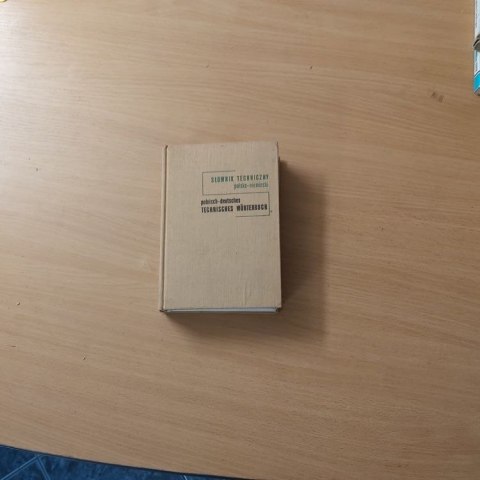 SŁOWNIK TECHNICZNY
polsko-niemiecki
polnisch-deutsches
TECHNISCHES WÖRTERBUCH